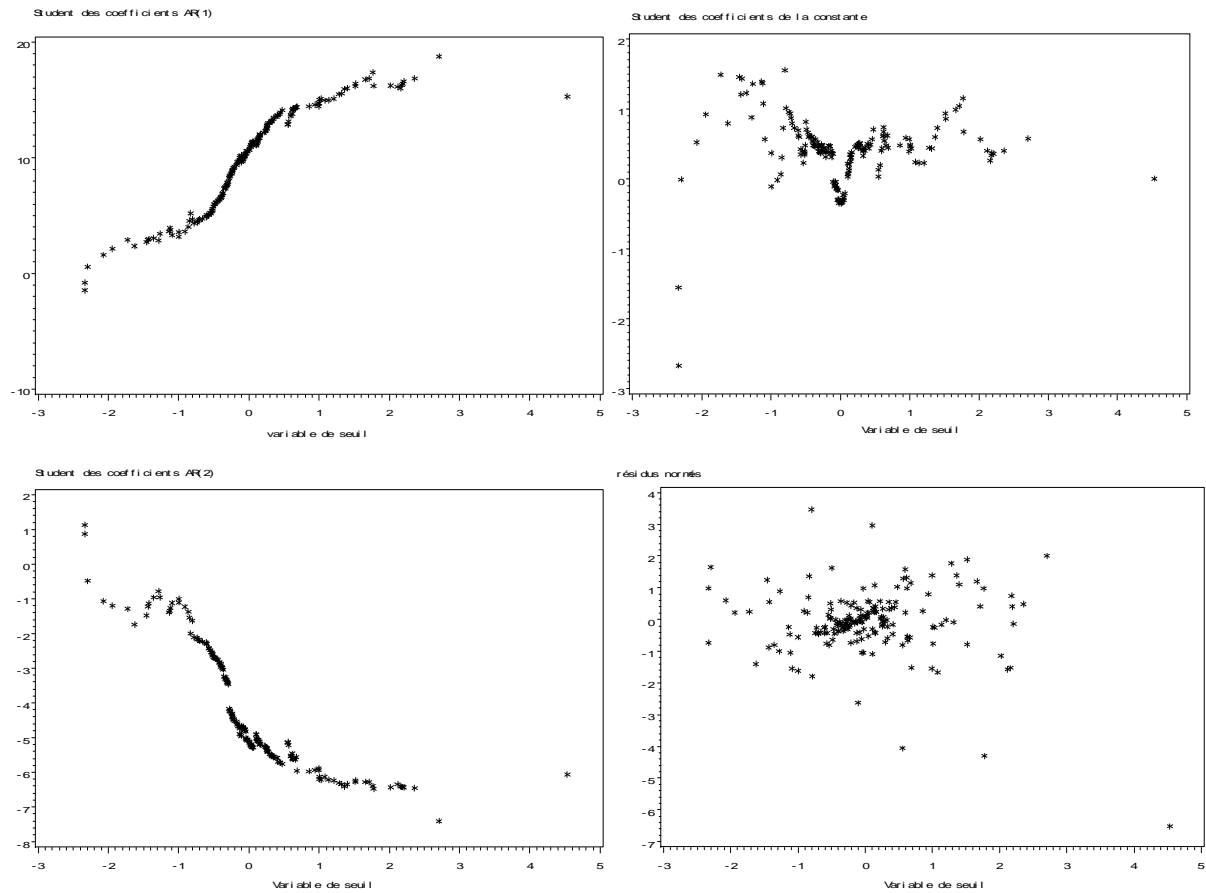 Student des coefficients AR(1)
20
10
0
-10
-3 -2 -1 0 1 2 3 4 5
variable de seuil
Student des coefficients de la constante
2
1
0
-1
-2
-3
-3 -2 -1 0 1 2 3 4 5
Variable de seuil
Student des coefficients AR(2)
2
1
0
-1
-2
-3
-4
-5
-6
-7
-8
-3 -2 -1 0 1 2 3 4 5
Variable de seuil
résidus normés
4
3
2
1
0
-1
-2
-3
-4
-5
-6
-7
-3 -2 -1 0 1 2 3 4 5
Variable de seuil